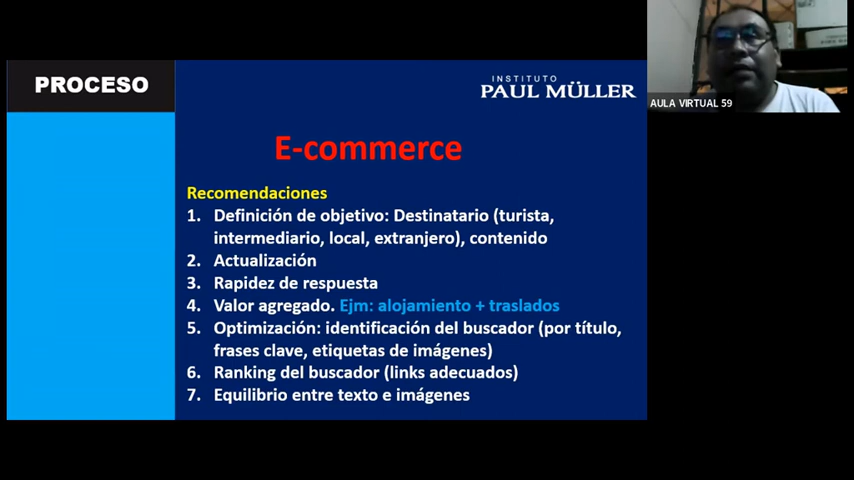 PROCESO
INSTITUTO
PAUL MÜLLER
AULA VIRTUAL 59
E-commerce
Recomendaciones
1. Definición de objetivo: Destinatario (turista,
intermediario, local, extranjero), contenido
2. Actualización
3. Rapidez de respuesta
4. Valor agregado. Ejm: alojamiento + traslados
5. Optimización: identificación del buscador (por título,
frases clave, etiquetas de imágenes)
6. Ranking del buscador (links adecuados)
7. Equilibrio entre texto e imágenes